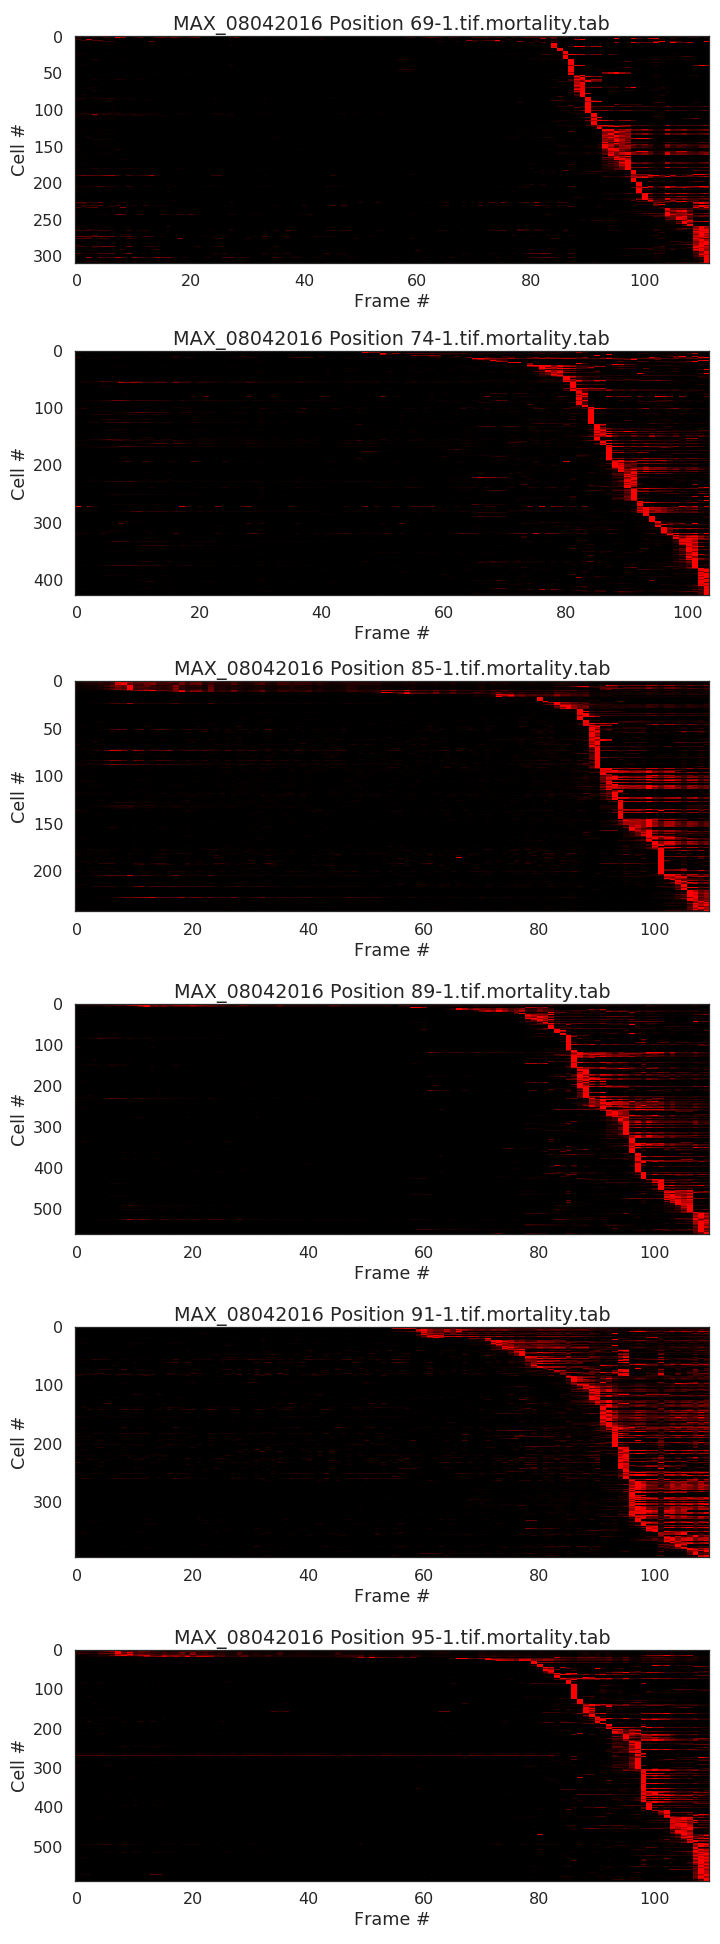 MAX_08042016 Position 69-1.tif.mortality.tab
0
50
100
150
200
250
300
Cell #
0 20 40 60 80 100
Frame #
MAX_08042016 Position 74-1.tif.mortality.tab
0
100
200
300
400
Cell #
0 20 40 60 80 100
Frame #
MAX_08042016 Position 85-1.tif.mortality.tab
0
50
100
150
200
Cell #
0 20 40 60 80 100
Frame #
MAX_08042016 Position 89-1.tif.mortality.tab
0
100
200
300
400
500
Cell #
0 20 40 60 80 100
Frame #
MAX_08042016 Position 91-1.tif.mortality.tab
0
100
200
300
Cell #
0 20 40 60 80 100
Frame #
MAX_08042016 Position 95-1.tif.mortality.tab
0
100
200
300
400
500
Cell #
0 20 40 60 80 100
Frame #